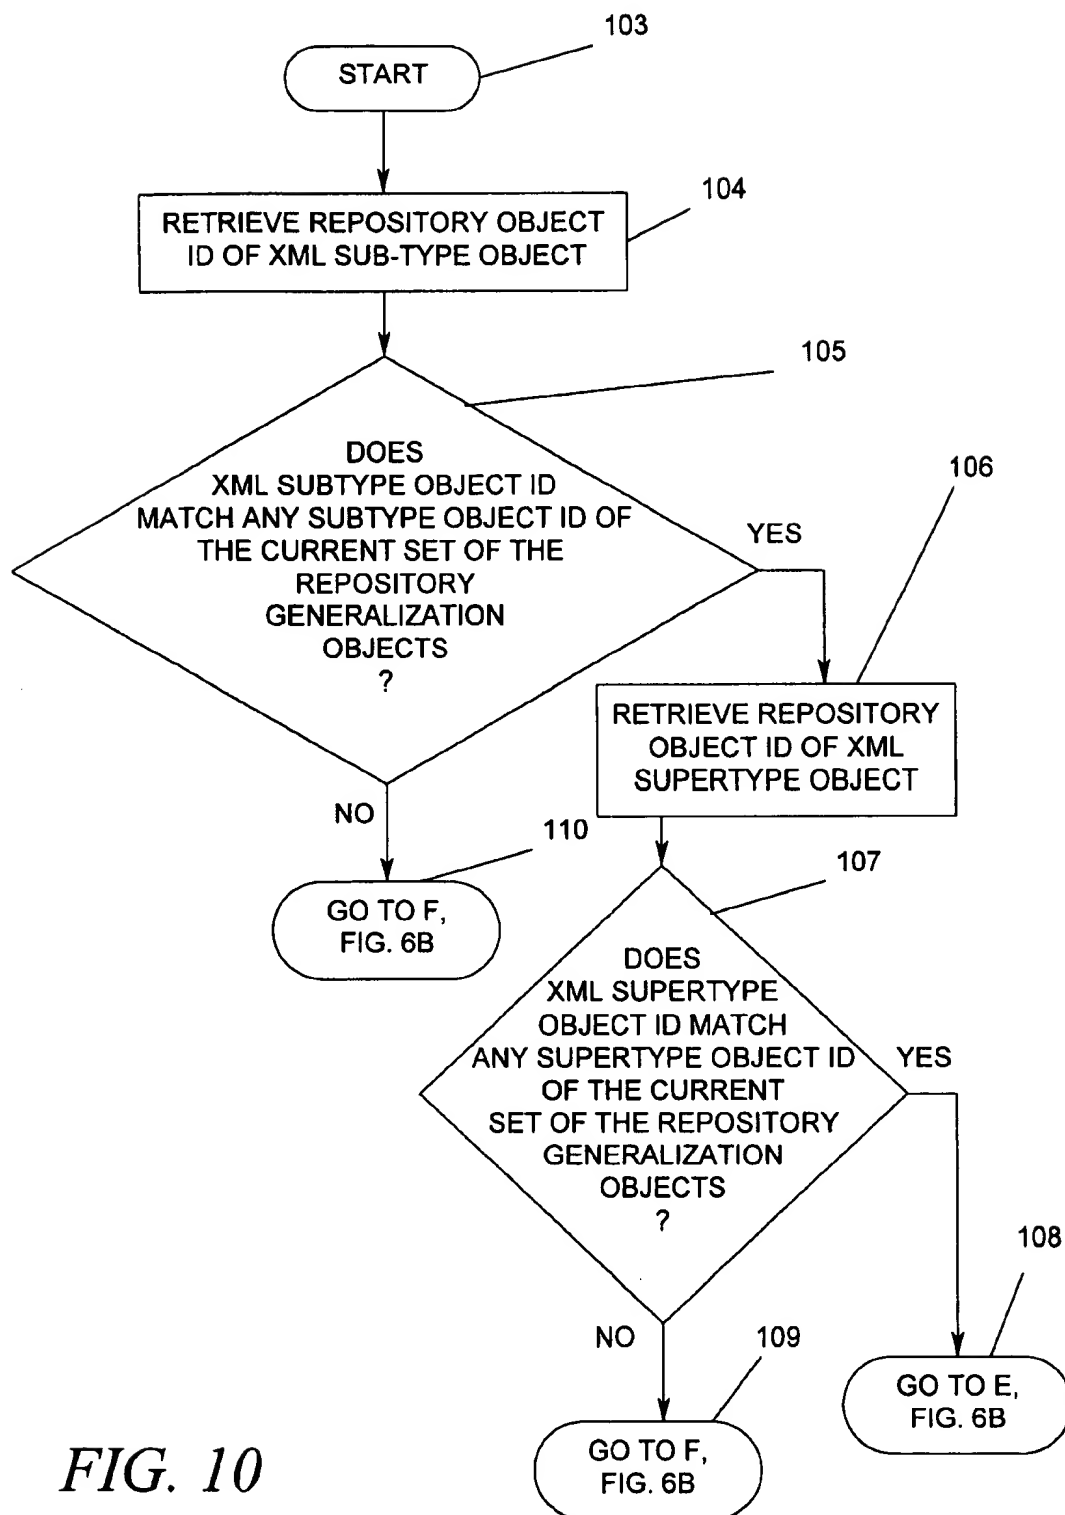 103
START
104
RETRIEVE REPOSITORY OBJECT
ID OF XML SUB-TYPE OBJECT
105
DOES
XML SUBTYPE OBJECT ID
MATCH ANY SUBTYPE OBJECT ID OF
THE CURRENT SET OF THE
REPOSITORY
GENERALIZATION
OBJECTS
?
YES
106
RETRIEVE REPOSITORY
OBJECT ID OF XML
SUPERTYPE OBJECT
NO
110
GO TO F,
FIG. 6B
107
DOES
XML SUPERTYPE
OBJECT ID MATCH
ANY SUPERTYPE OBJECT ID
OF THE CURRENT
SET OF THE REPOSITORY
GENERALIZATION
OBJECTS
?
YES
108
GO TO E,
FIG. 6B
NO
109
GO TO F,
FIG. 6B
FIG. 10